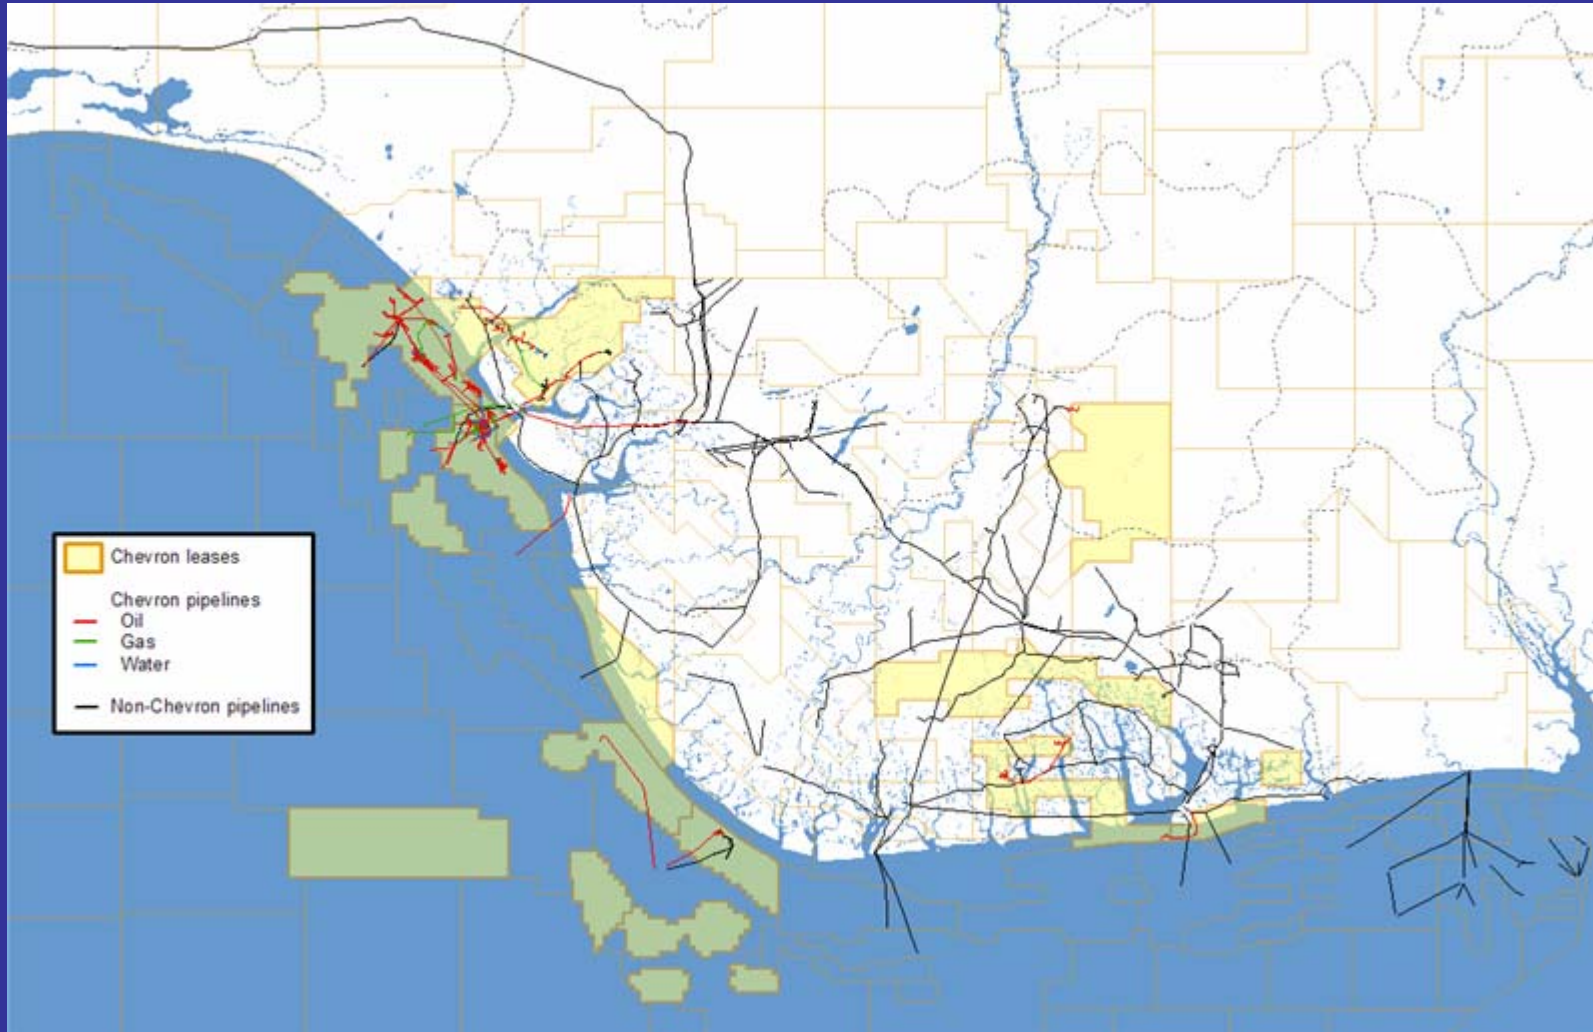 Chevron leases
Chevron pipelines
Oil
Gas
Water
Non-Chevron pipelines